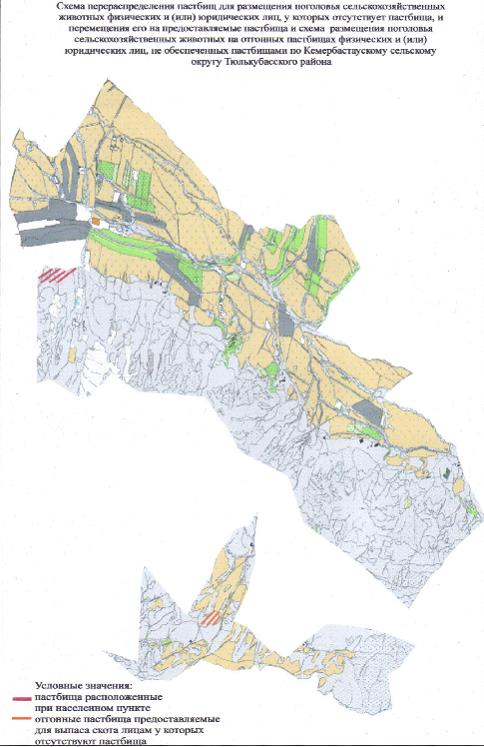 Схема перераспределения пастбищ для размещения поголовья сельскохозяйственных
животных физических и (или) юридических лиц, у которых отсутствует пастбища, и
перемещения его на предоставляемые пастбища и схема размещения поголовья
сельскохозяйственных животных на отгонных пастбищах физических и (или)
юридических лиц, не обеспеченных пастбищами по Кемербастаускому сельскому
округу Тюлькубасского района
Условные значения:
пастбища расположенные
при населенном пункте
отгонные пастбища предоставляемые
для выпаса скота лицам у которых
отсутствуют пастбища